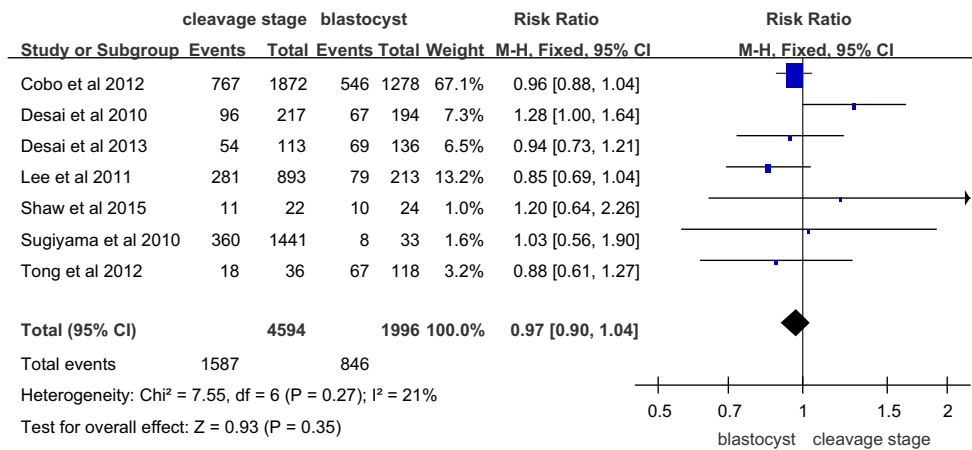 cleavage stage blastocyst Risk Ratio Risk Ratio
Study or Subgroup Events Total Events Total Weight M-H, Fixed, 95% CI M-H, Fixed, 95% CI
Cobo et al 2012 767 1872 546 1278 67.1% 0.96 [0.88, 1.04]
Desai et al 2010 96 217 67 194 7.3% 1.28 [1.00, 1.64]
Desai et al 2013 54 113 69 136 6.5% 0.94 [0.73, 1.21]
Lee et al 2011 281 893 79 213 13.2% 0.85 [0.69, 1.04]
Shaw et al 2015 11 22 10 24 1.0% 1.20 [0.64, 2.26]
Sugiyama et al 2010 360 1441 8 33 1.6% 1.03 [0.56, 1.90]
Tong et al 2012 18 36 67 118 3.2% 0.88 [0.61, 1.27]
Total (95% CI) 4594 1996 100.0% 0.97 [0.90, 1.04]
Total events 1587 846
Heterogeneity: Chi² = 7.55, df = 6 (P = 0.27); I² = 21%
Test for overall effect: Z = 0.93 (P = 0.35)
0.5 0.7 1 1.5 2
blastocyst cleavage stage